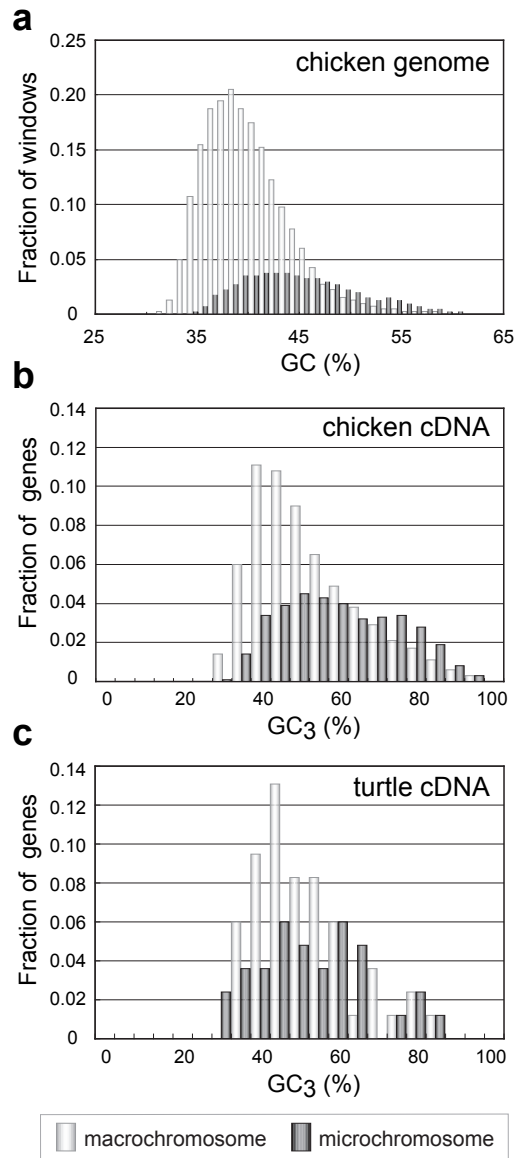 a
chicken genome
0.25
0.20
0.15
0.10
0.05
0
Fraction of windows
25 35 45 55 65
GC (%)
b
chicken cDNA
0.14
0.12
0.10
0.08
0.06
0.04
0.02
0
Fraction of genes
0 20 40 60 80 100
GC3 (%)
c
turtle cDNA
0.14
0.12
0.10
0.08
0.06
0.04
0.02
0
Fraction of genes
0 20 40 60 80 100
GC3 (%)
macrochromosome microchromosome